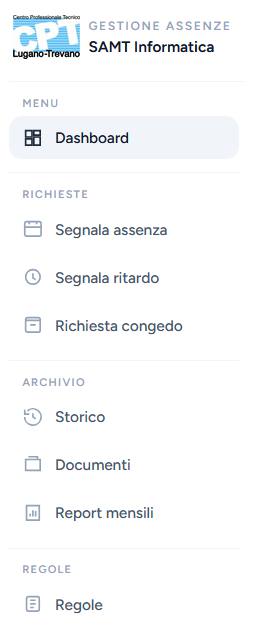 Centro Professionale Tecnico
CPT
Lugano-Trevano
GESTIONE ASSENZE
SAMT Informatica
MENU
Dashboard
RICHIESTE
Segnala assenza
Segnala ritardo
Richiesta congedo
ARCHIVIO
Storico
Documenti
Report mensili
REGOLE
Regole